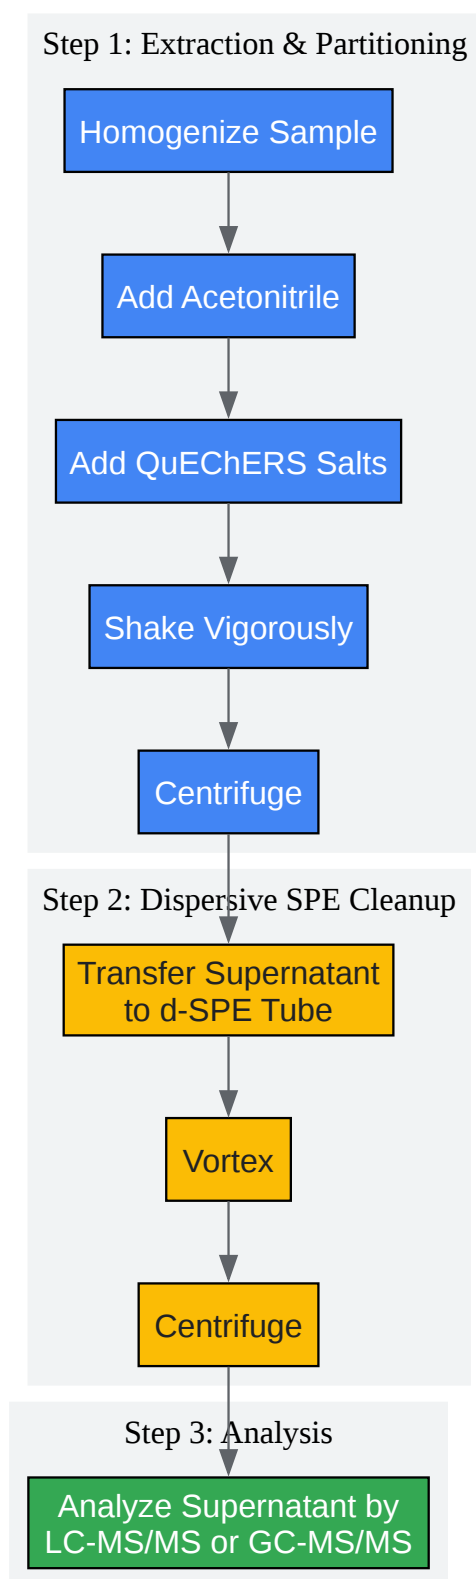 Step 1: Extraction & Partitioning
Homogenize Sample
Add Acetonitrile
Add QuEChERS Salts
Shake Vigorously
Centrifuge
Step 2: Dispersive SPE Cleanup
Transfer Supernatant
to d-SPE Tube
Vortex
Centrifuge
Step 3: Analysis
Analyze Supernatant by
LC-MS/MS or GC-MS/MS